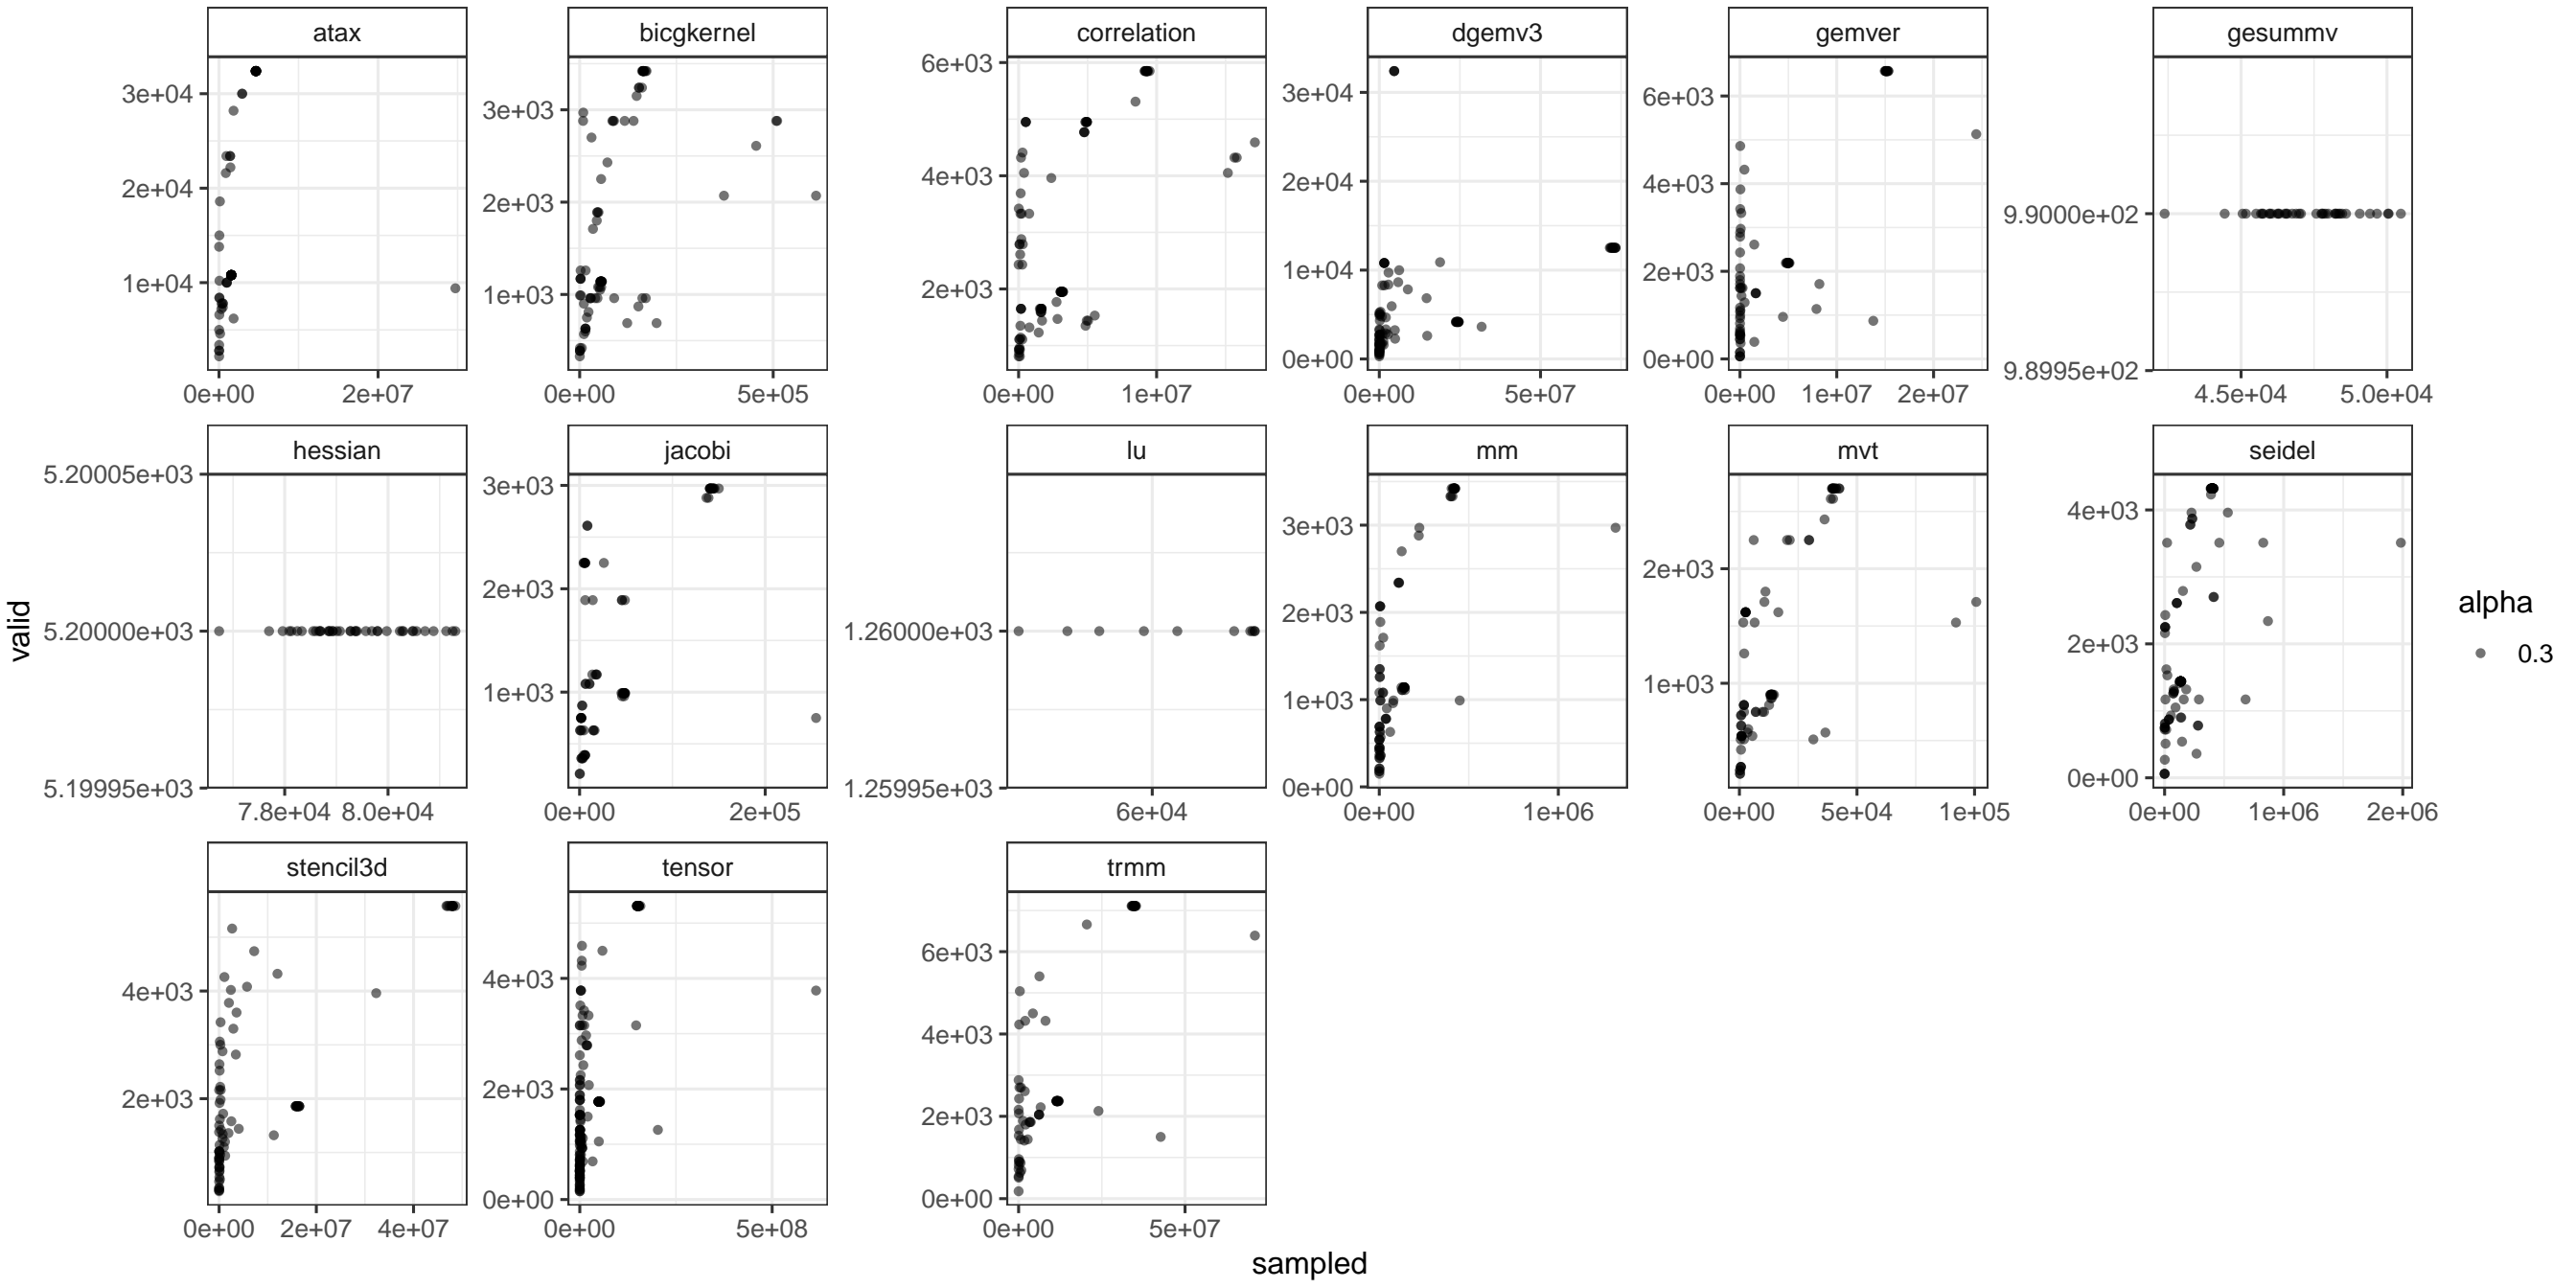 atax bicgkernel correlation dgemv3 gemver gesummv
3e+04 2e+04 1e+04
0e+00 2e+07
3e+03 2e+03 1e+03
0e+00 5e+05
6e+03 4e+03 2e+03
0e+00 1e+07
3e+04 2e+04 1e+04 0e+00
0e+00 5e+07
6e+03 4e+03 2e+03 0e+00
0e+00 1e+07 2e+07
9.9000e+02 9.8995e+02
4.5e+04 5.0e+04
hessian jacobi lu mm mvt seidel
5.20005e+03 5.20000e+03 5.19995e+03
7.8e+04 8.0e+04
3e+03 2e+03 1e+03
0e+00 2e+05
1.26000e+03 1.25995e+03
6e+04
3e+03 2e+03 1e+03 0e+00
0e+00 1e+06
2e+03 1e+03
0e+00 5e+04 1e+05
4e+03 2e+03 0e+00
0e+00 1e+06 2e+06
stencil3d tensor trmm
4e+03 2e+03
0e+00 2e+07 4e+07
4e+03 2e+03 0e+00
0e+00 5e+08
6e+03 4e+03 2e+03 0e+00
0e+00 5e+07
valid
sampled
alpha
0.3